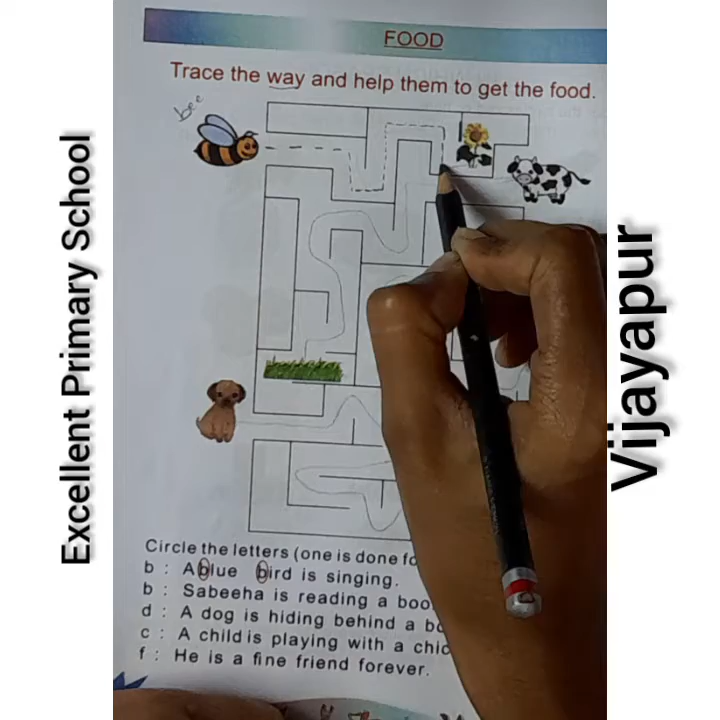 FOOD
Trace the way and help them to get the food.
bee
Circle the letters (one is done
b : A blue bird is singing.
b : Sabeeha is reading a
d : A dog is hiding behind a
c : A child is playing with a
f : He is a fine friend forever.
Excellent Primary School
Vijayapur